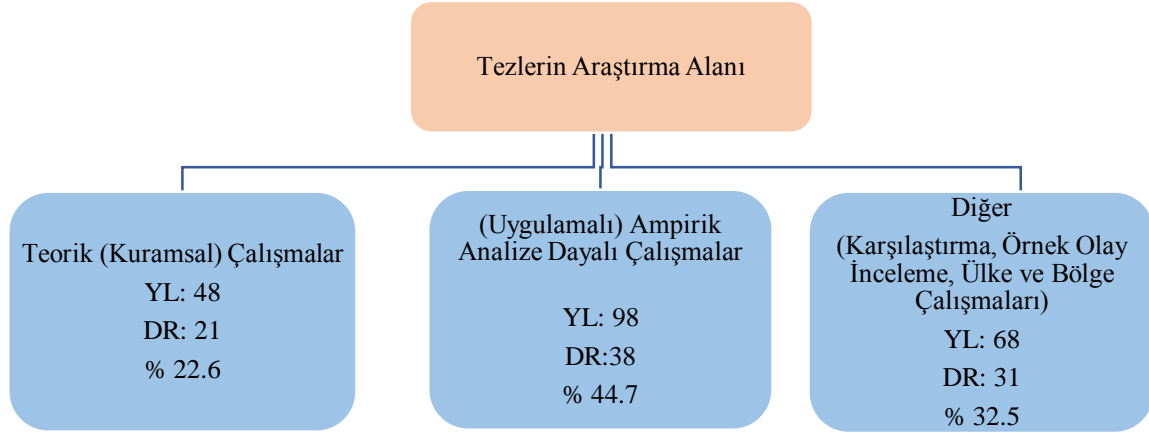 Tezlerin Araştırma Alanı
Teorik (Kuramsal) Çalışmalar
YL: 48
DR: 21
% 22.6
(Uygulamalı) Ampirik
Analize Dayalı Çalışmalar
YL: 98
DR:38
% 44.7
Diğer
(Karşılaştırma, Örnek Olay
İnceleme, Ülke ve Bölge
Çalışmaları)
YL: 68
DR: 31
% 32.5